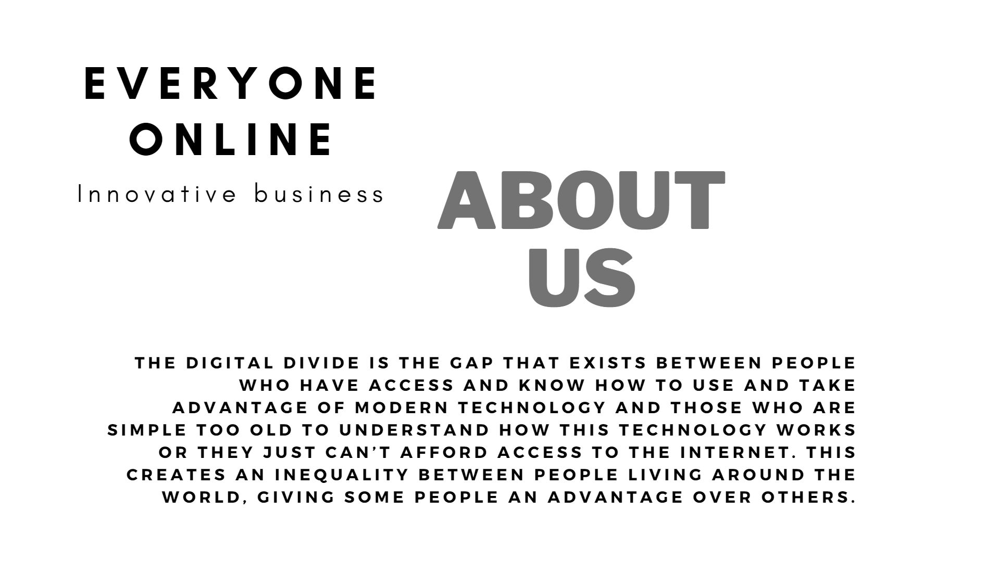 EVERYONE
ONLINE
Innovative business
ABOUT
US
THE DIGITAL DIVIDE IS THE GAP THAT EXISTS BETWEEN PEOPLE
WHO HAVE ACCESS AND KNOW HOW TO USE AND TAKE
ADVANTAGE OF MODERN TECHNOLOGY AND THOSE WHO ARE
SIMPLE TOO OLD TO UNDERSTAND HOW THIS TECHNOLOGY WORKS
OR THEY JUST CAN’T AFFORD ACCESS TO THE INTERNET. THIS
CREATES AN INEQUALITY BETWEEN PEOPLE LIVING AROUND THE
WORLD, GIVING SOME PEOPLE AN ADVANTAGE OVER OTHERS.